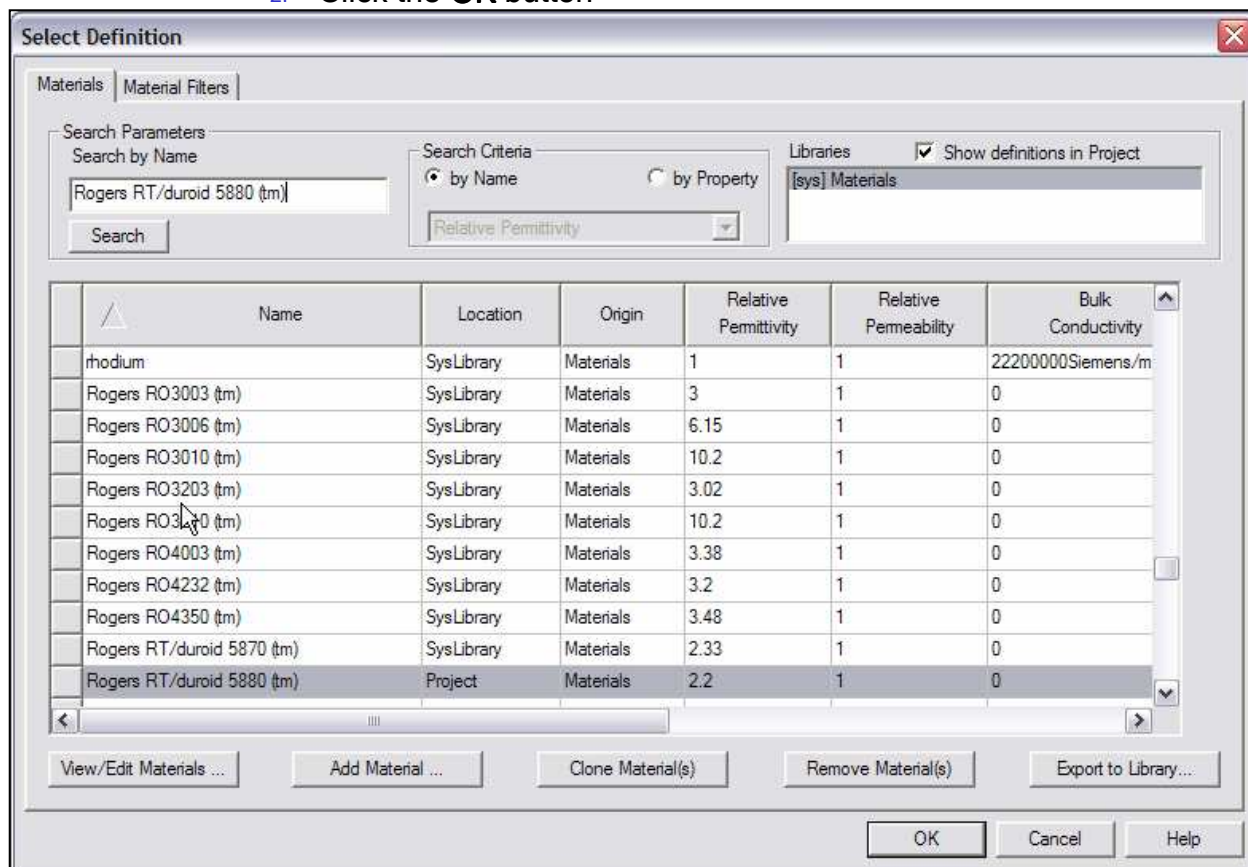 2. Click the OK button
Select Definition
Materials Material Filters
Search Parameters
Search by Name
Rogers RT/duroid 5880 (tm)
Search
Search Criteria
by Name by Property
Relative Permittivity
Libraries Show definitions in Project
[sys] Materials
Name Location Origin Relative Permittivity Relative Permeability Bulk Conductivity
rhodium SysLibrary Materials 1 1 22200000Siemens/m
Rogers RO3003 (tm) SysLibrary Materials 3 1 0
Rogers RO3006 (tm) SysLibrary Materials 6.15 1 0
Rogers RO3010 (tm) SysLibrary Materials 10.2 1 0
Rogers RO3203 (tm) SysLibrary Materials 3.02 1 0
Rogers (tm) SysLibrary Materials 10.2 1 0
Rogers RO4003 (tm) SysLibrary Materials 3.38 1 0
Rogers RO4232 (tm) SysLibrary Materials 3.2 1 0
Rogers RO4350 (tm) SysLibrary Materials 3.48 1 0
Rogers RT/duroid 5870 (tm) SysLibrary Materials 2.33 1 0
Rogers RT/duroid 5880 (tm) Project Materials 2.2 1 0
View/Edit Materials ... Add Material ... Clone Material(s) Remove Material(s) Export to Library...
OK Cancel Help